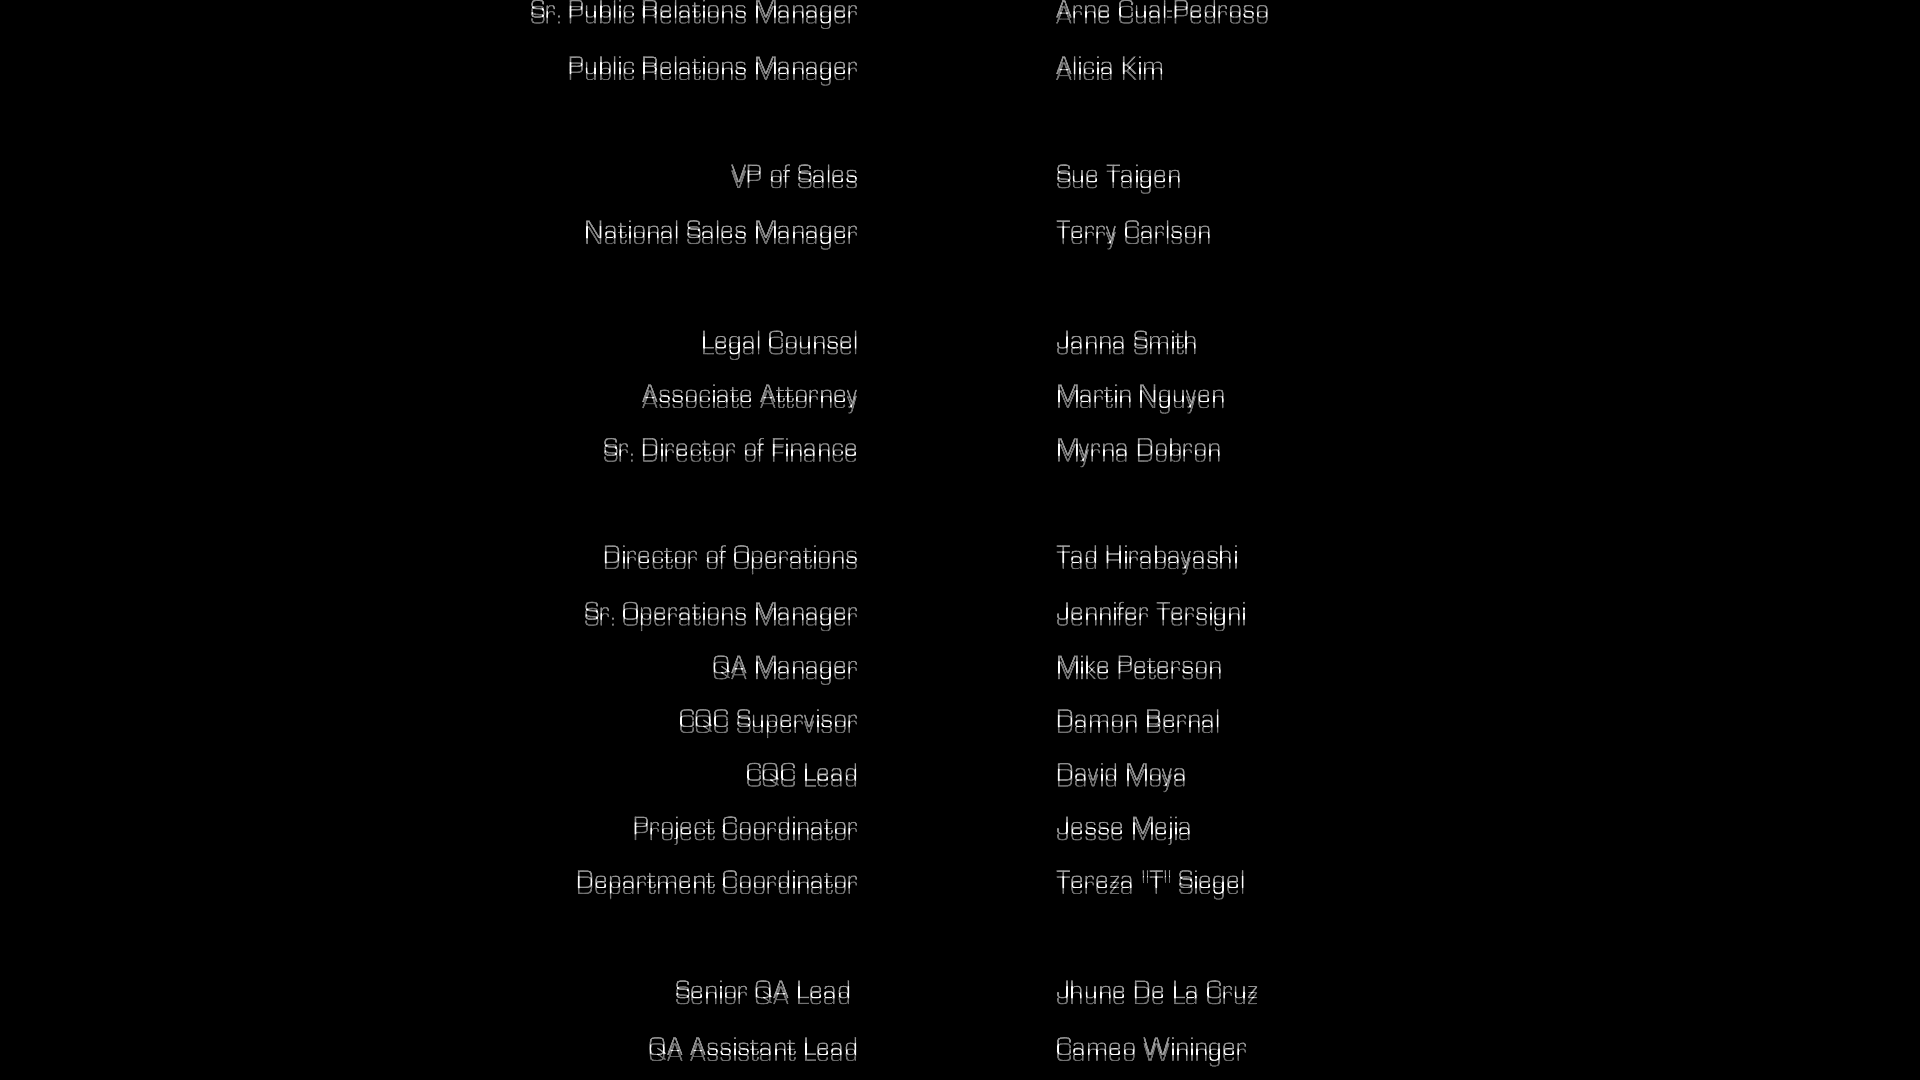 Sr. Public Relations Manager Arne Cual-Pedroso
Public Relations Manager Alicia Kim
VP of Sales Sue Taigen
National Sales Manager Terry Carlson
Legal Counsel Janna Smith
Associate Attorney Martin Nguyen
Sr. Director of Finance Myrna Dobron
Director of Operations Tad Hirabayashi
Sr. Operations Manager Jennifer Tersigni
QA Manager Mike Peterson
CQC Supervisor Damon Bernal
CQC Lead David Moya
Project Coordinator Jesse Mejia
Department Coordinator Tereza "T" Siegel
Senior QA Lead Jhune De La Cruz
QA Assistant Lead Cameo Wininger